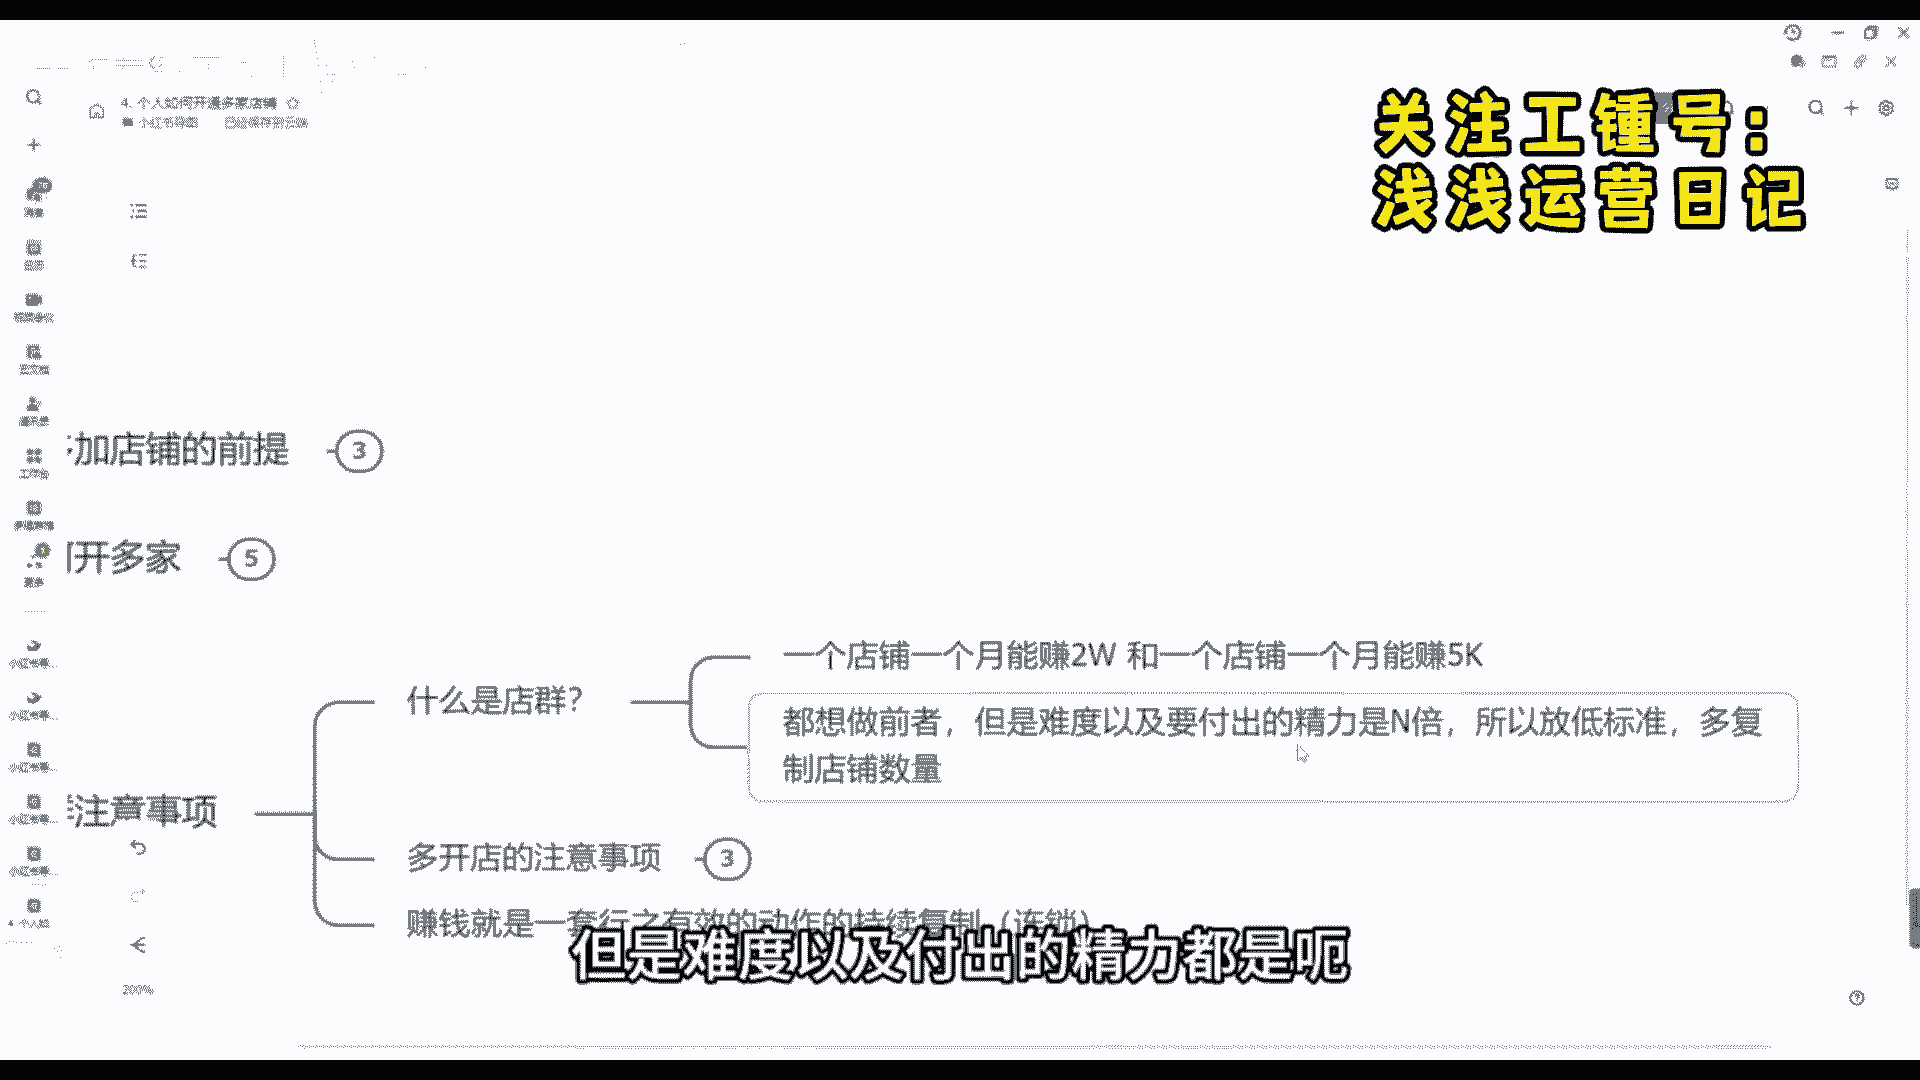 关注工锺号：
浅浅运营日记
4. 个人如何开通多家店铺
加店铺的前提
3
开多家
5
一个店铺一个月能赚2W 和一个店铺一个月能赚5K
什么是店群？
都想做前者，但是难度以及要付出的精力是N倍，所以放低标准，多复
制店铺数量
注意事项
多开店的注意事项
3
赚钱就是一套行之有效的动作的持续复制（连锁）
但是难度以及付出的精力都是呃
200%